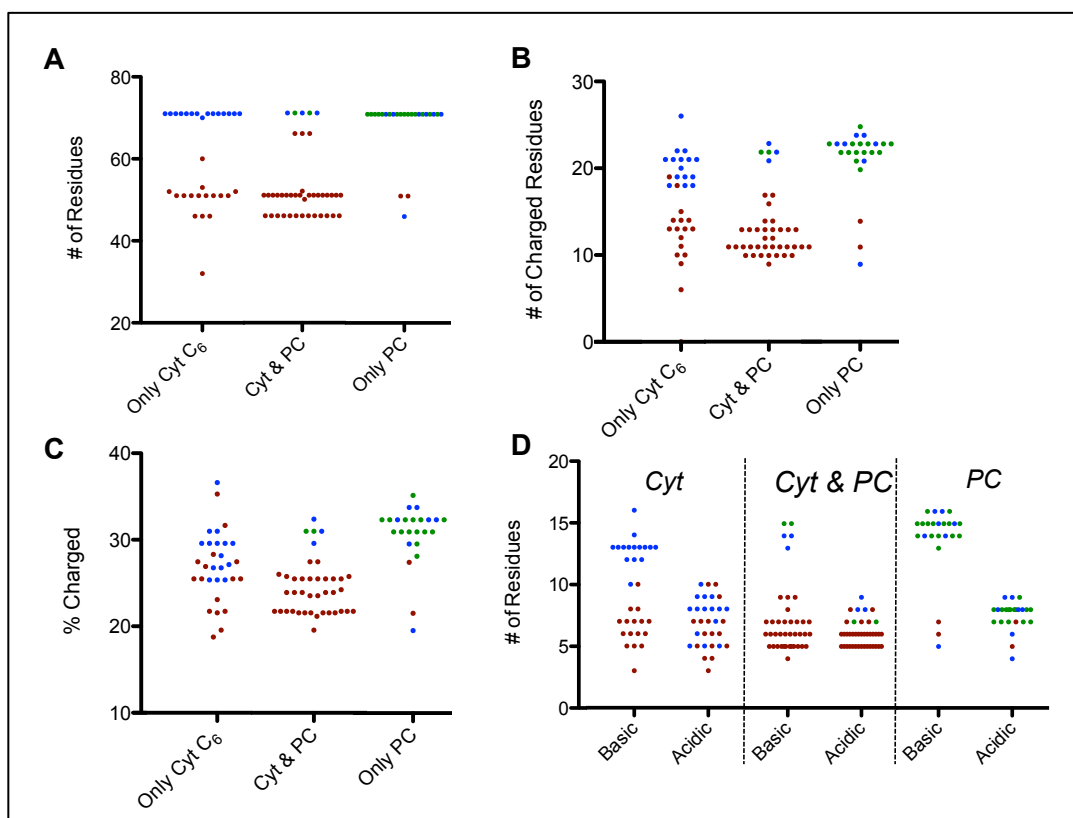 A
# of Residues
80
60
40
20
Only Cyt C6
Cyt & PC
Only PC
B
# of Charged Residues
30
20
10
0
Only Cyt C6
Cyt & PC
Only PC
C
% Charged
40
30
20
10
Only Cyt C6
Cyt & PC
Only PC
D
# of Residues
20
15
10
5
0
Cyt
Cyt & PC
PC
Basic
Acidic
Basic
Acidic
Basic
Acidic